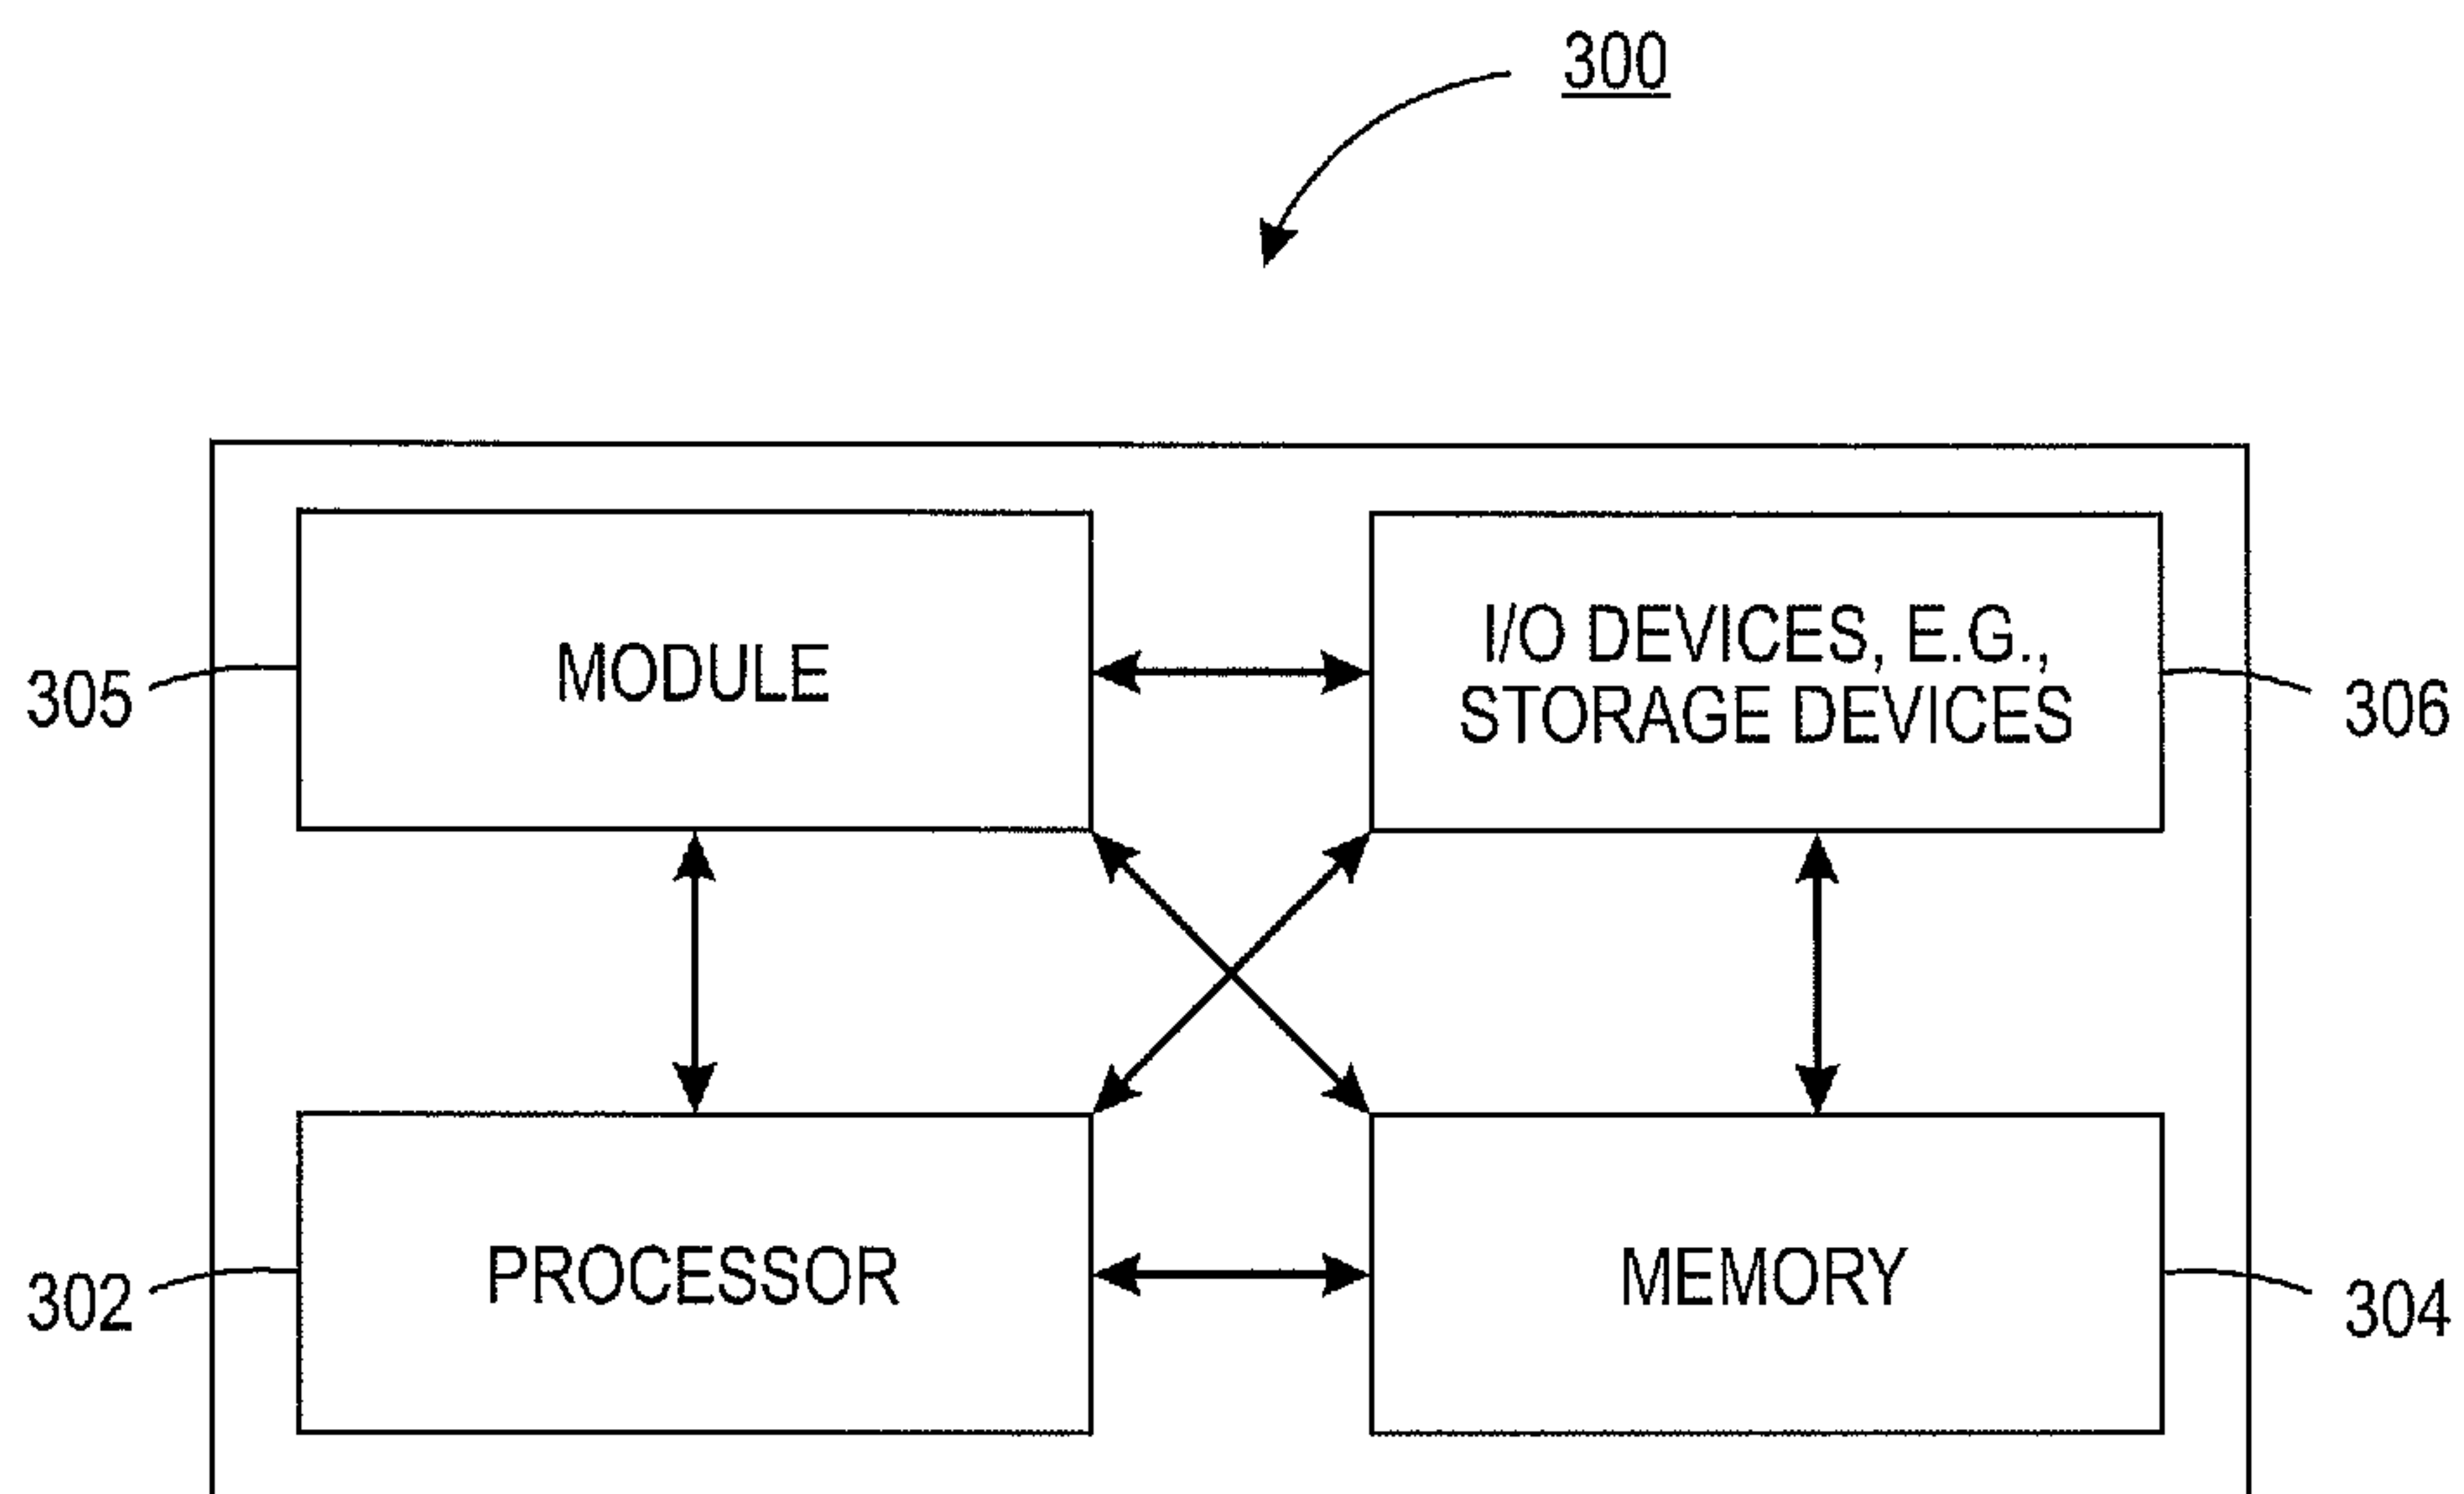 300
MODULE
I/O DEVICES, E.G.,
STORAGE DEVICES
305
306
PROCESSOR
MEMORY
302
304